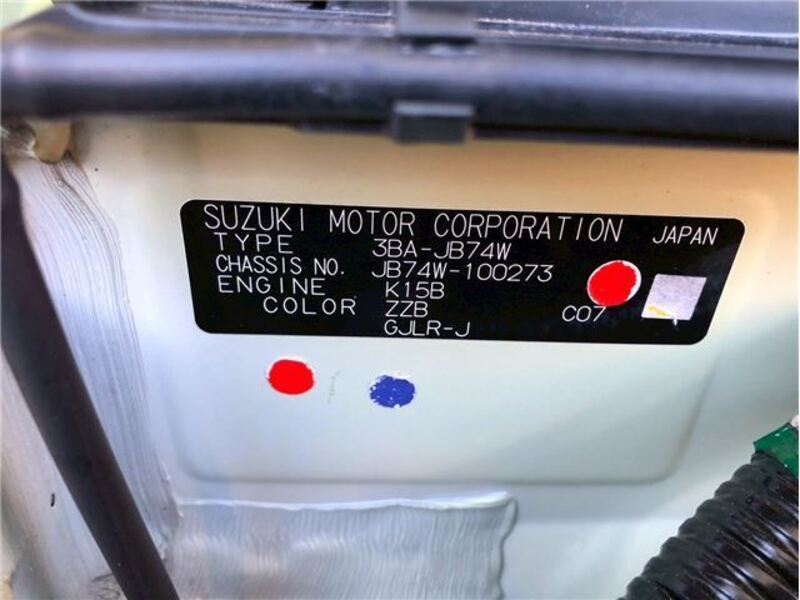 SUZUKI MOTOR CORPORATION JAPAN
TYPE 3BA-JB74W
CHASSIS NO. JB74W-100273
ENGINE K15B
COLOR ZZB C07
GJLR-J